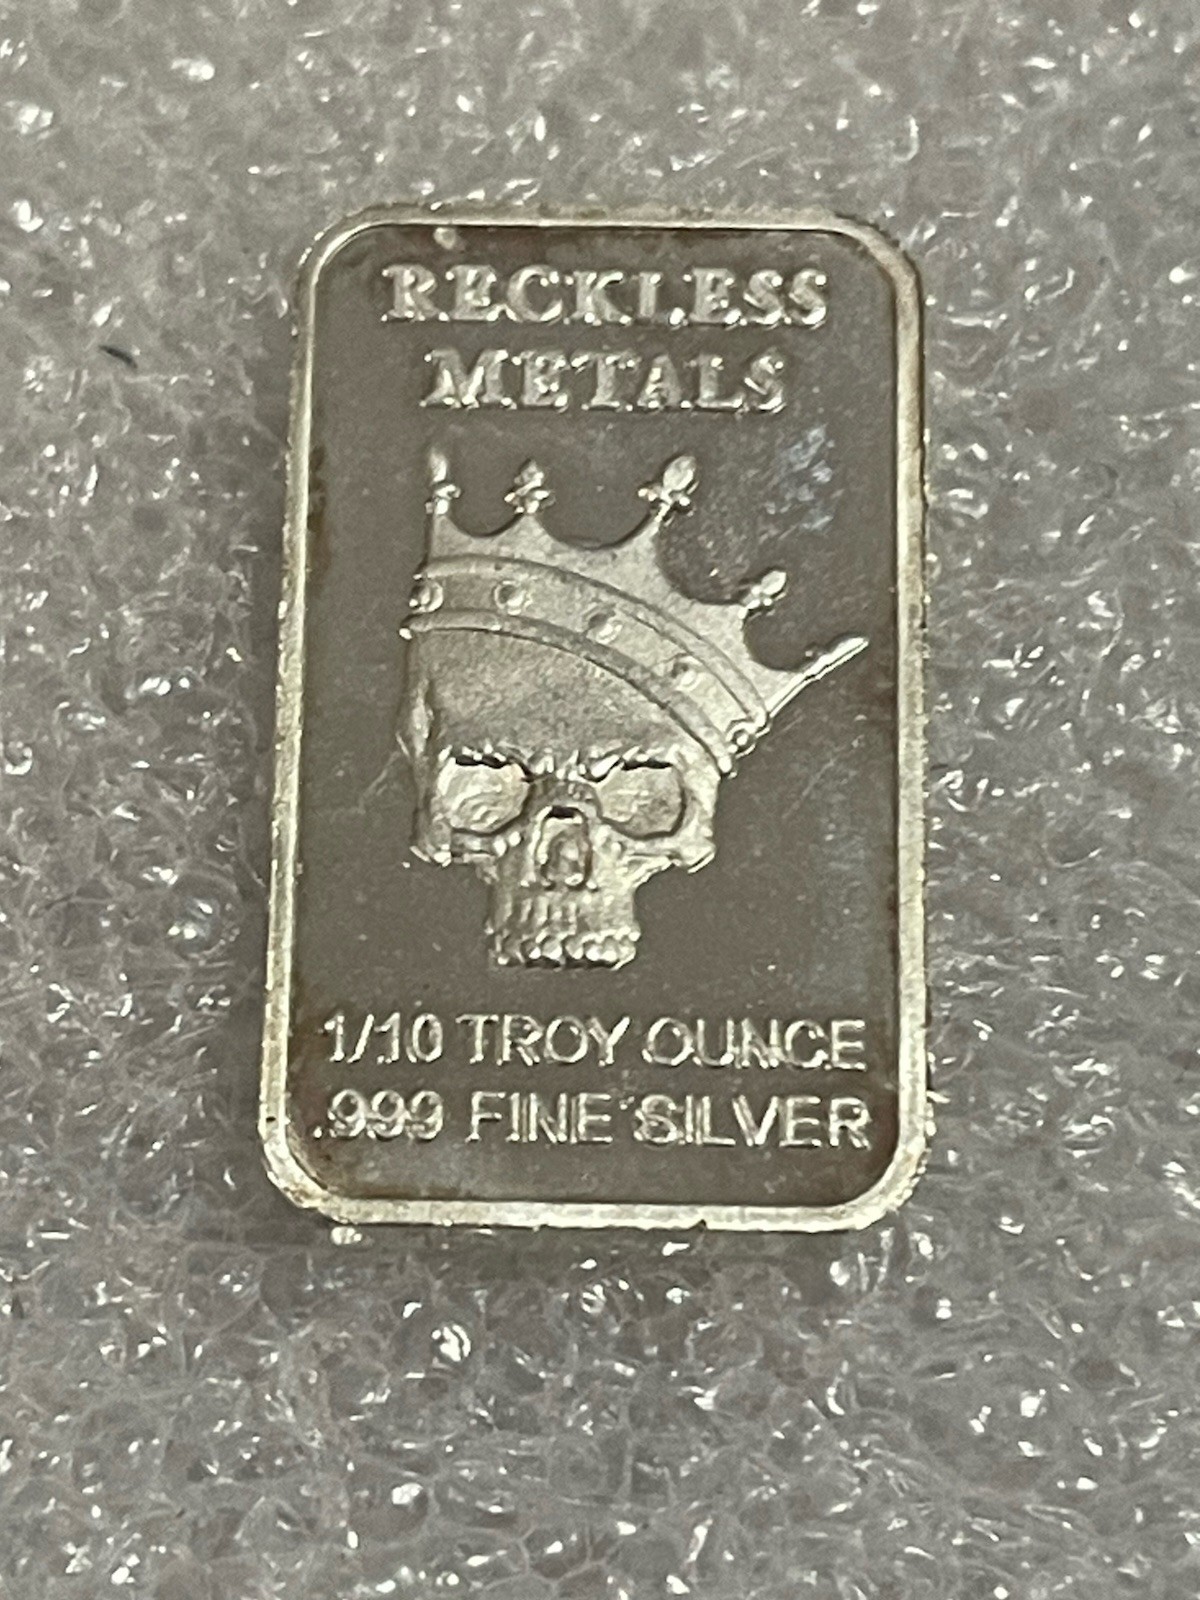 RECKLESS
METALS
1/10 TROY OUNCE
.999 FINE SILVER